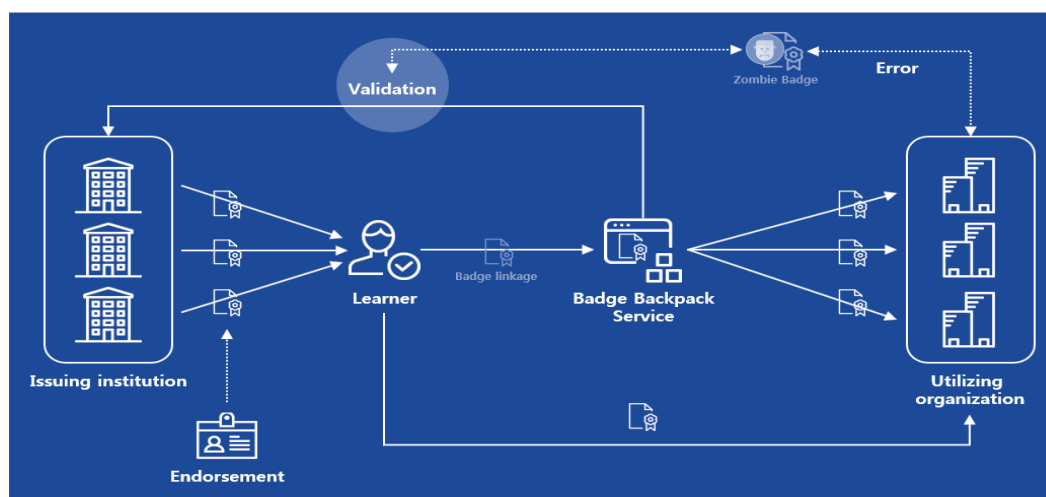 Validation
Zombie Badge
Error
Badge linkage
Learner
Badge Backpack
Service
Issuing institution
Utilizing
organization
Endorsement